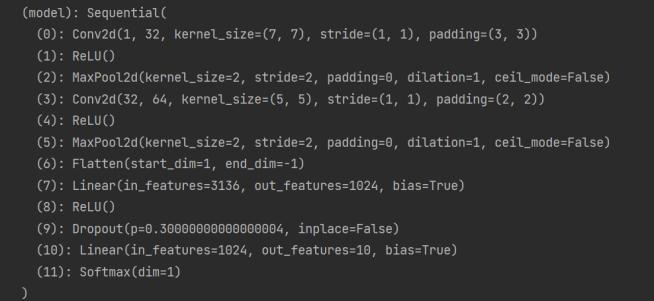 (model): Sequential(
(0): Conv2d(1, 32, kernel_size=(7, 7), stride=(1, 1), padding=(3, 3))
(1): ReLU()
(2): MaxPool2d(kernel_size=2, stride=2, padding=0, dilation=1, ceil_mode=False)
(3): Conv2d(32, 64, kernel_size=(5, 5), stride=(1, 1), padding=(2, 2))
(4): ReLU()
(5): MaxPool2d(kernel_size=2, stride=2, padding=0, dilation=1, ceil_mode=False)
(6): Flatten(start_dim=1, end_dim=-1)
(7): Linear(in_features=3136, out_features=1024, bias=True)
(8): ReLU()
(9): Dropout(p=0.30000000000000004, inplace=False)
(10): Linear(in_features=1024, out_features=10, bias=True)
(11): Softmax(dim=1)
)